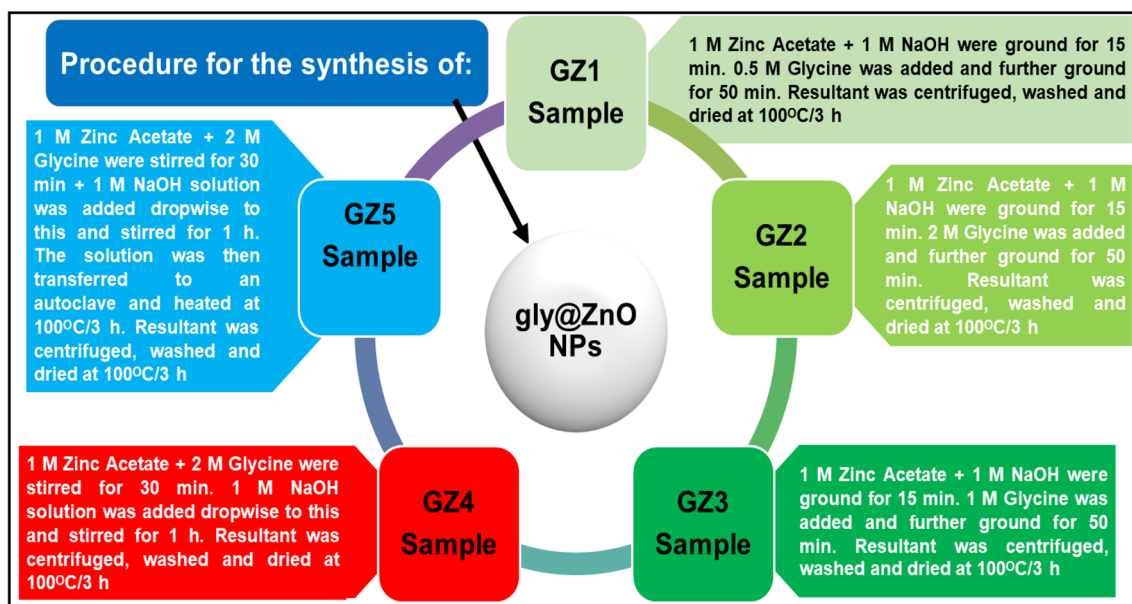 Procedure for the synthesis of:
GZ1
Sample
1 M Zinc Acetate + 1 M NaOH were ground for 15
min. 0.5 M Glycine was added and further ground
for 50 min. Resultant was centrifuged, washed and
dried at 100⁰C/3 h
GZ2
Sample
1 M Zinc Acetate + 1 M
NaOH were ground for 15
min. 2 M Glycine was added
and further ground for 50
min. Resultant was
centrifuged, washed and
dried at 100⁰C/3 h
GZ3
Sample
1 M Zinc Acetate + 1 M NaOH were
ground for 15 min. 1 M Glycine was
added and further ground for 50
min. Resultant was centrifuged,
washed and dried at 100⁰C/3 h
GZ4
Sample
1 M Zinc Acetate + 2 M Glycine were
stirred for 30 min. 1 M NaOH
solution was added dropwise to this
and stirred for 1 h. Resultant was
centrifuged, washed and dried at
100⁰C/3 h
GZ5
Sample
1 M Zinc Acetate + 2 M
Glycine were stirred for 30
min + 1 M NaOH solution
was added dropwise to
this and stirred for 1 h.
The solution was then
transferred to an
autoclave and heated at
100⁰C/3 h. Resultant was
centrifuged, washed and
dried at 100⁰C/3 h
gly@ZnO
NPs